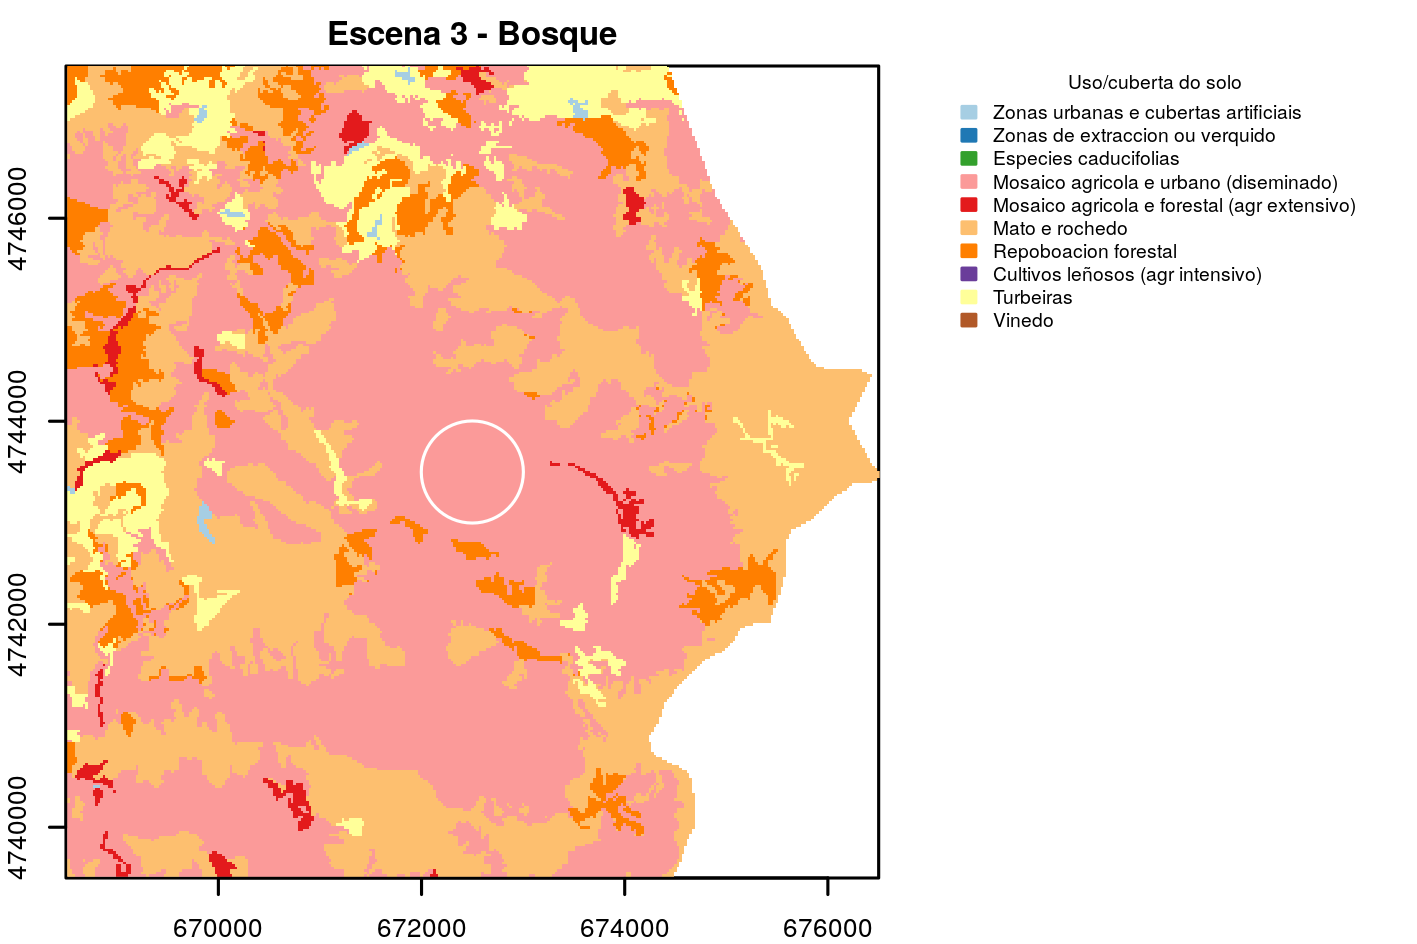 Escena 3 - Bosque
Uso/cuberta do solo
Zonas urbanas e cubertas artificiais
Zonas de extraccion ou verquido
Especies caducifolias
Mosaico agricola e urbano (diseminado)
Mosaico agricola e forestal (agr extensivo)
Mato e rochedo
Repoboacion forestal
Cultivos leñosos (agr intensivo)
Turbeiras
Vinedo
4746000
4744000
4742000
4740000
670000 672000 674000 676000